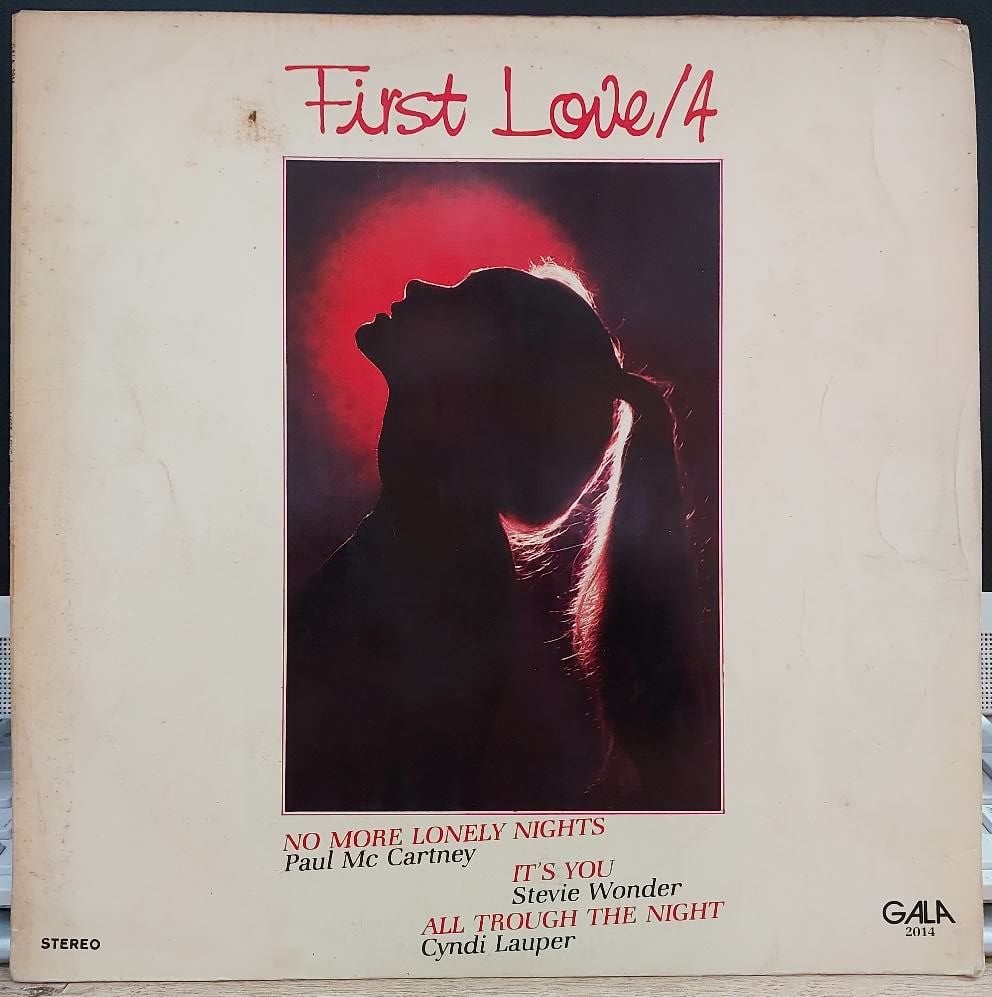 First Love/4
NO MORE LONELY NIGHTS
Paul Mc Cartney
IT'S YOU
Stevie Wonder
ALL TROUGH THE NIGHT
Cyndi Lauper
STEREO
GALA
2014